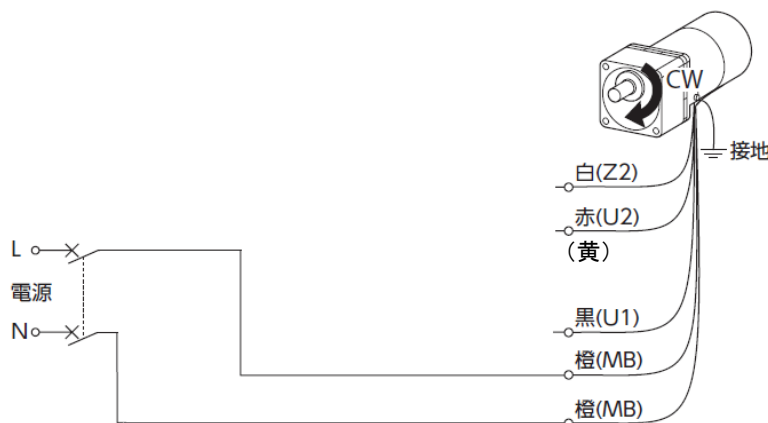 CW
接地
白(Z2)
赤(U2)
（黄）
L
電源
N
黒(U1)
橙(MB)
橙(MB)